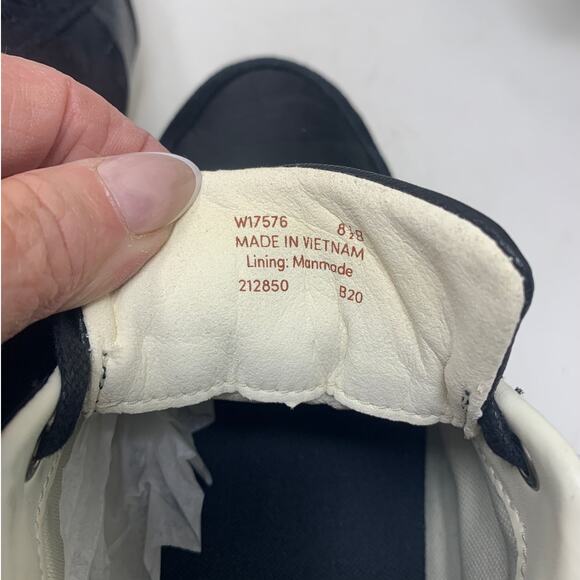 W17576 8½B
MADE IN VIETNAM
Lining: Manmade
212850 B20